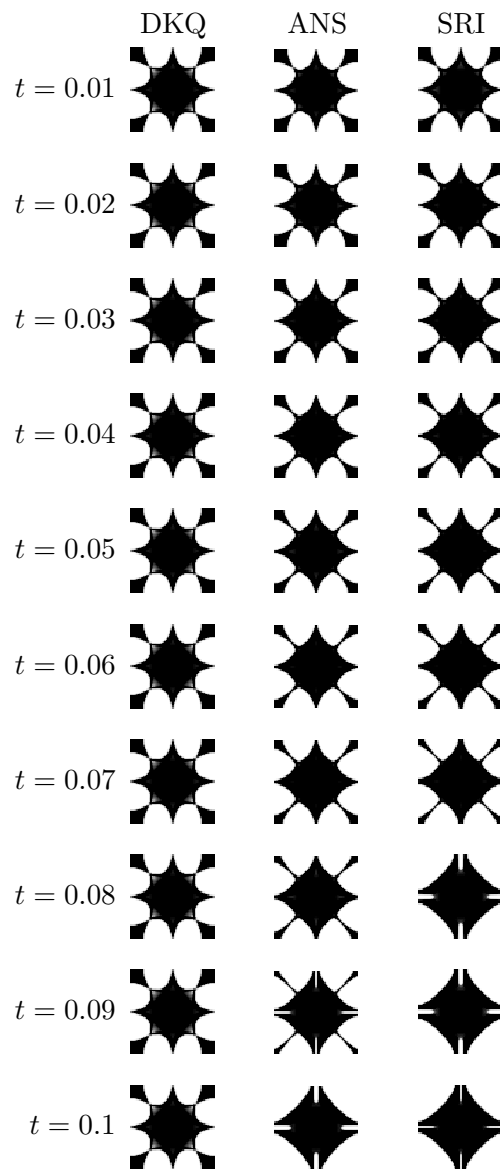 DKQ ANS SRI
t = 0.01
t = 0.02
t = 0.03
t = 0.04
t = 0.05
t = 0.06
t = 0.07
t = 0.08
t = 0.09
t = 0.1